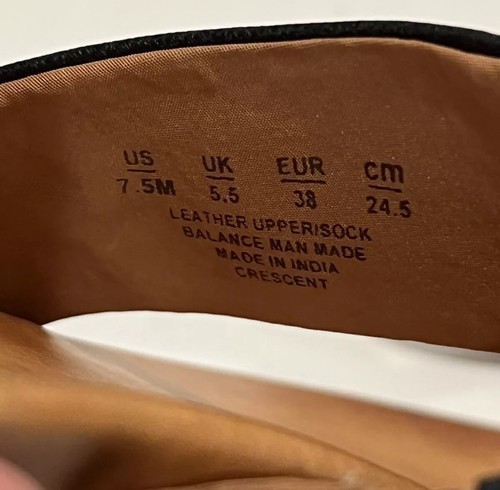 US UK EUR cm
7.5M 5.5 38 24.5
LEATHER UPPER/SOCK
BALANCE MAN MADE
MADE IN INDIA
CRESCENT